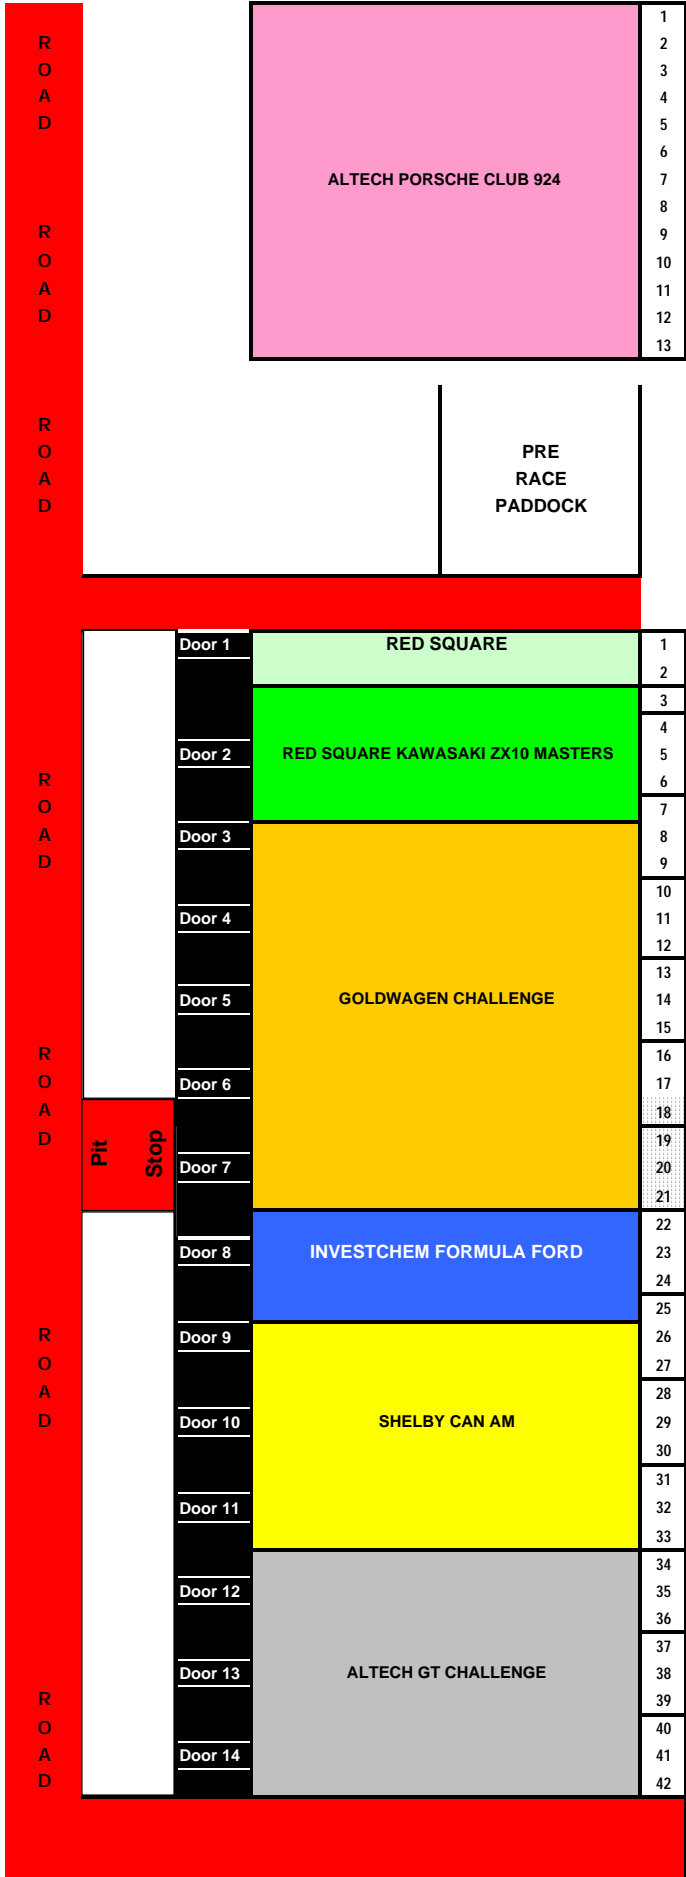 1
R 2
O 3
A 4
D 5
6
ALTECH PORSCHE CLUB 924 7
8
R 9
O 10
A 11
D 12
13
R
O PRE
A RACE
D PADDOCK
Door 1 RED SQUARE 1
2
3
4
Door 2 RED SQUARE KAWASAKI ZX10 MASTERS 5
R 6
O 7
A Door 3 8
D 9
10
Door 4 11
12
13
Door 5 GOLDWAGEN CHALLENGE 14
15
R 16
O Door 6 17
A 18
D 19
Pit Stop
Door 7 20
21
22
Door 8 INVESTCHEM FORMULA FORD 23
24
25
R Door 9 26
O 27
A 28
D Door 10 SHELBY CAN AM 29
30
31
Door 11 32
33
34
Door 12 35
36
37
Door 13 ALTECH GT CHALLENGE 38
R 39
O 40
A Door 14 41
D 42